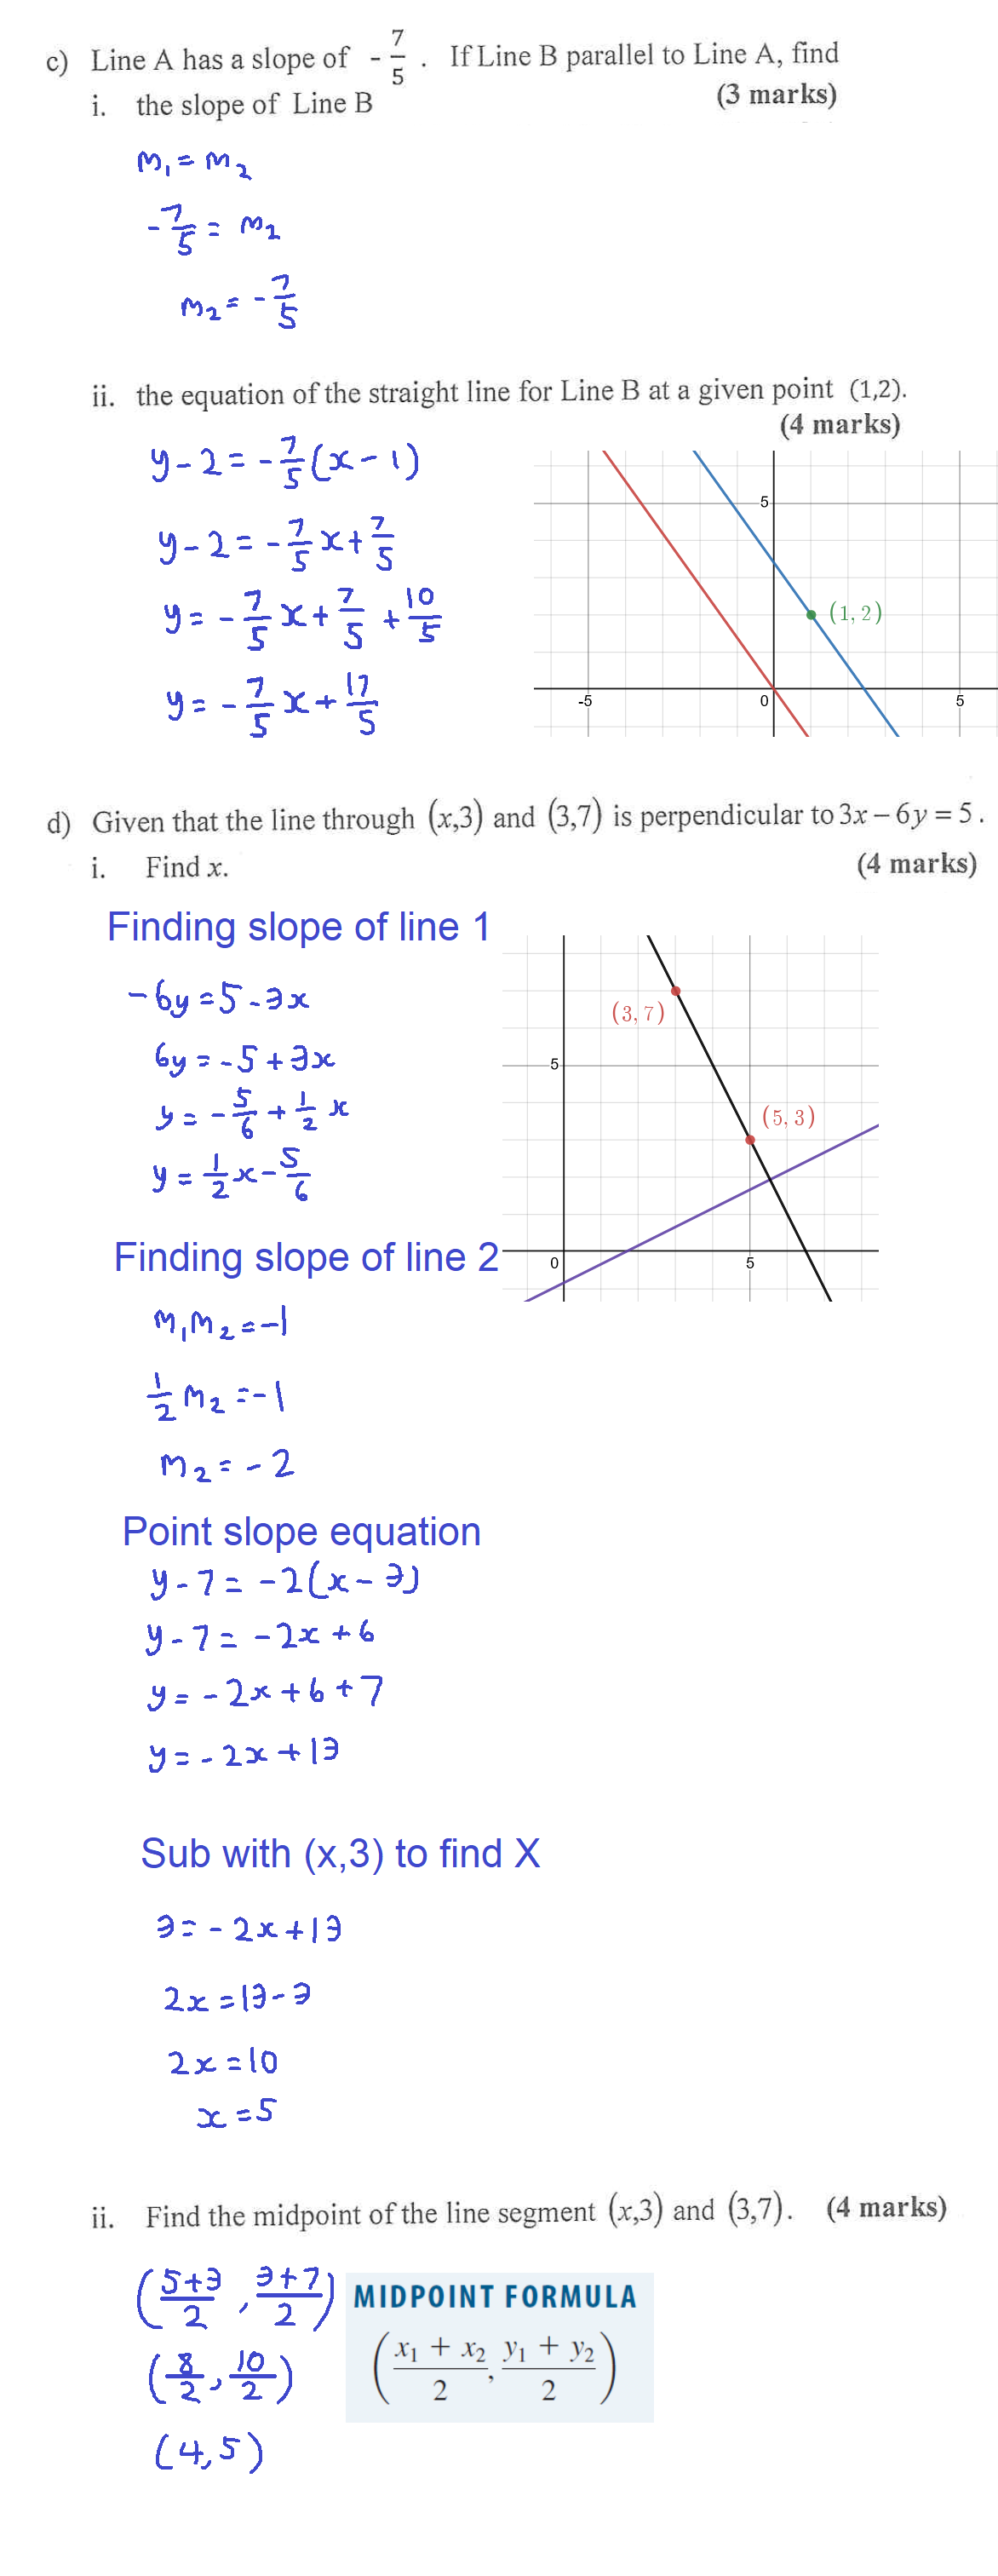 c) Line A has a slope of -7/5 . If Line B parallel to Line A, find
i. the slope of Line B (3 marks)
m₁ = m₂
-7/5 = m₂
m₂ = -7/5
ii. the equation of the straight line for Line B at a given point (1,2).
(4 marks)
y-2 = -7/5(x-1)
y-2 = -7/5x+7/5
y = -7/5x+7/5+10/5
y = -7/5x+17/5
5
(1, 2)
-5 0 5
d) Given that the line through (x,3) and (3,7) is perpendicular to 3x – 6y = 5 .
i. Find x. (4 marks)
Finding slope of line 1
-6y = 5-3x
6y = -5+3x
y = -5/6+1/2x
y = 1/2x-5/6
(3, 7)
5
(5, 3)
0 5
Finding slope of line 2
m₁m₂ = -1
1/2m₂ = -1
m₂ = -2
Point slope equation
y-7 = -2(x-3)
y-7 = -2x+6
y = -2x+6+7
y = -2x+13
Sub with (x,3) to find X
3 = -2x+13
2x = 13-3
2x = 10
x = 5
ii. Find the midpoint of the line segment (x,3) and (3,7). (4 marks)
((5+3)/2, (3+7)/2)
(8/2, 10/2)
(4,5)
MIDPOINT FORMULA
((x₁ + x₂)/2, (y₁ + y₂)/2)